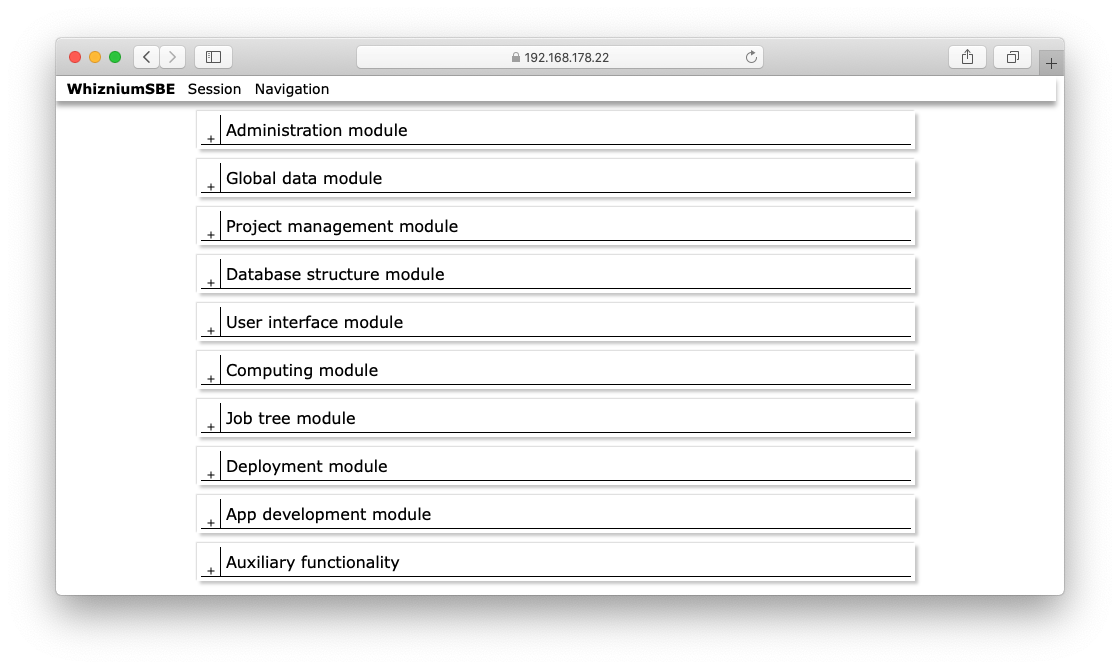 192.168.178.22
WhizniumSBE Session Navigation
+ Administration module
+ Global data module
+ Project management module
+ Database structure module
+ User interface module
+ Computing module
+ Job tree module
+ Deployment module
+ App development module
+ Auxiliary functionality